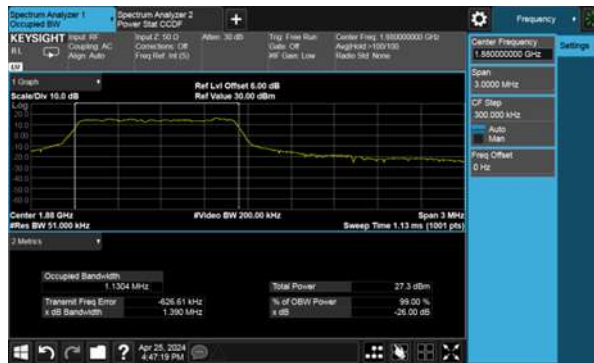 Spectrum Analyzer 1
Occupied BW
Spectrum Analyzer 2
Power Stat CCDF
+
Frequency
KEYSIGHT
Input: RF
Coupling: AC
Align: Auto
Input Z: 50 Ω
Corrections: Off
Freq Ref: Int (S)
Atten: 30 dB
Trig: Free Run
Gate: Off
#IF Gain: Low
Center Freq: 1.880000000 GHz
Avg|Hold:>100/100
Radio Std: None
Center Frequency
1.880000000 GHz
Settings
Span
3.0000 MHz
CF Step
300.000 kHz
Auto
Man
Freq Offset
0 Hz
1 Graph
Scale/Div 10.0 dB
Ref Lvl Offset 6.00 dB
Ref Value 30.00 dBm
Log
Center 1.88 GHz
#Res BW 51.000 kHz
#Video BW 200.00 kHz
Span 3 MHz
Sweep Time 1.13 ms (1001 pts)
2 Metrics
Occupied Bandwidth
1.1304 MHz
Total Power
27.3 dBm
Transmit Freq Error
-626.61 kHz
% of OBW Power
99.00 %
x dB Bandwidth
1.390 MHz
x dB
-26.00 dB
?
Apr 25, 2024
4:47:19 PM